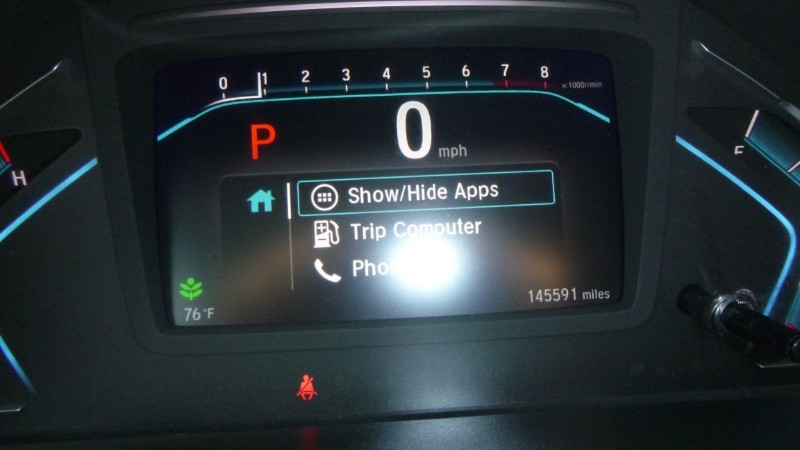 0 1 2 3 4 5 6 7 8 ×1000r/min
P 0 mph
H
F
Show/Hide Apps
Trip Computer
145591 miles
76°F